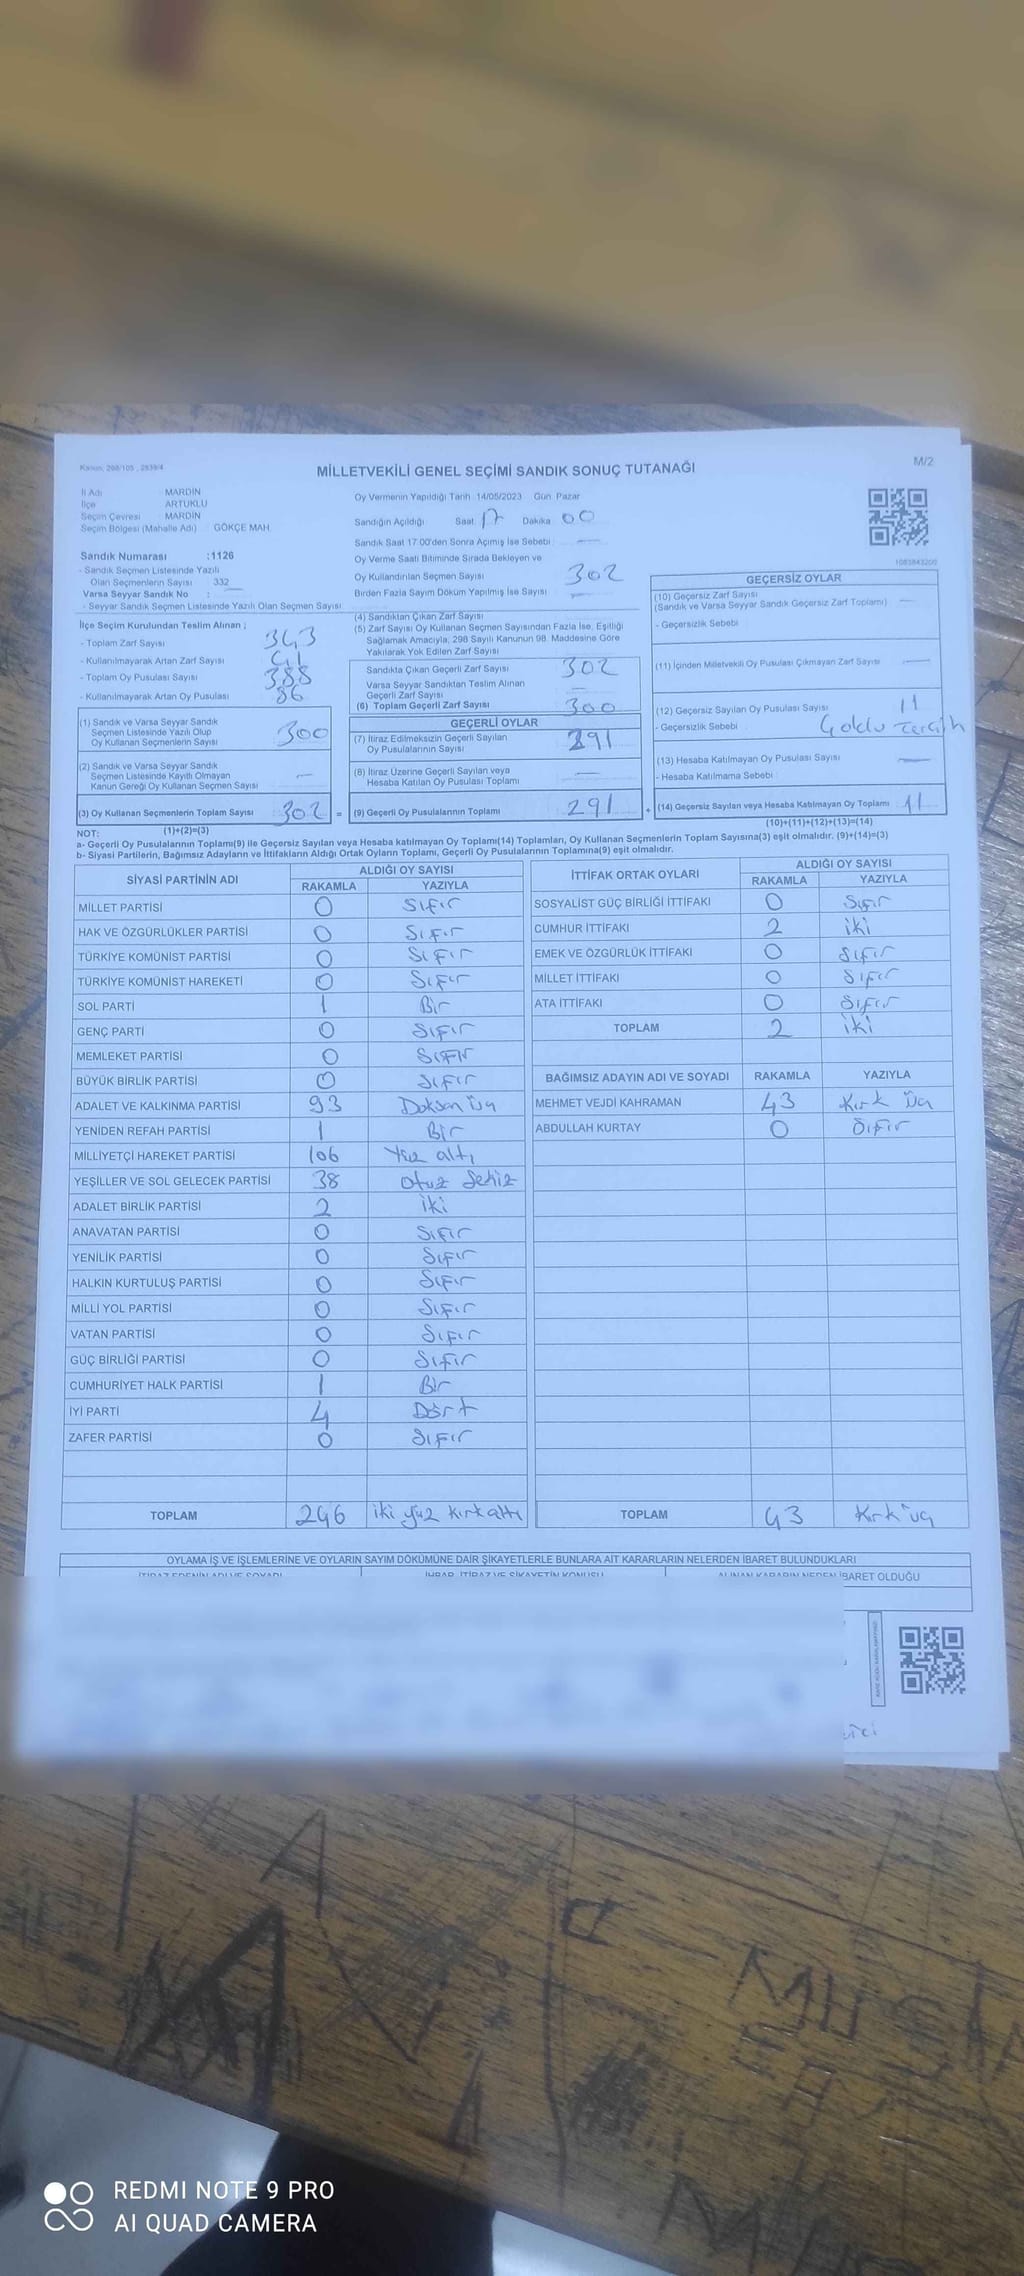 Kanun, 298/105 , 2839/4
MİLLETVEKİLİ GENEL SEÇİMİ SANDIK SONUÇ TUTANAĞI
M/2
İl Adı : MARDİN
İlçe : ARTUKLU
Seçim Çevresi : MARDİN
Seçim Bölgesi (Mahalle Adı) : GÖKÇE MAH.
Sandık Numarası :1126
- Sandık Seçmen Listesinde Yazılı
Olan Seçmenlerin Sayısı : 332
Varsa Seyyar Sandık No : —
- Seyyar Sandık Seçmen Listesinde Yazılı Olan Seçmen Sayısı :
Oy Vermenin Yapıldığı Tarih :14/05/2023 Gün: Pazar
Sandığın Açıldığı Saat: 17 Dakika: 00
Sandık Saat 17:00'den Sonra Açımış İse Sebebi : —
Oy Verme Saati Bitiminde Sırada Bekleyen ve
Oy Kullandırılan Seçmen Sayısı : 302
Birden Fazla Sayım Döküm Yapılmış İse Sayısı : —
1083843200
İlçe Seçim Kurulundan Teslim Alınan ;
- Toplam Zarf Sayısı : 343
- Kullanılmayarak Artan Zarf Sayısı : 41
- Toplam Oy Pusulası Sayısı : 388
- Kullanılmayarak Artan Oy Pusulası : 86
(1) Sandık ve Varsa Seyyar Sandık
Seçmen Listesinde Yazılı Olup
Oy Kullanan Seçmenlerin Sayısı 300
(2) Sandık ve Varsa Seyyar Sandık
Seçmen Listesinde Kayıtlı Olmayan
Kanun Gereği Oy Kullanan Seçmen Sayısı —
(3) Oy Kullanan Seçmenlerin Toplam Sayısı 302 =
(1)+(2)=(3)
(4) Sandıktan Çıkan Zarf Sayısı
(5) Zarf Sayısı Oy Kullanan Seçmen Sayısından Fazla İse, Eşitliği
Sağlamak Amacıyla, 298 Sayılı Kanunun 98. Maddesine Göre
Yakılarak Yok Edilen Zarf Sayısı
Sandıkta Çıkan Geçerli Zarf Sayısı 302
Varsa Seyyar Sandıktan Teslim Alınan
Geçerli Zarf Sayısı —
(6) Toplam Geçerli Zarf Sayısı 300
GEÇERLİ OYLAR
(7) İtiraz Edilmeksizin Geçerli Sayılan
Oy Pusulalarının Sayısı 291
(8) İtiraz Üzerine Geçerli Sayılan veya
Hesaba Katılan Oy Pusulası Toplamı —
(9) Geçerli Oy Pusulalarının Toplamı 291 +
GEÇERSİZ OYLAR
(10) Geçersiz Zarf Sayısı —
(Sandık ve Varsa Seyyar Sandık Geçersiz Zarf Toplamı)
- Geçersizlik Sebebi :
(11) İçinden Milletvekili Oy Pusulası Çıkmayan Zarf Sayısı —
(12) Geçersiz Sayılan Oy Pusulası Sayısı 11
- Geçersizlik Sebebi :
(13) Hesaba Katılmayan Oy Pusulası Sayısı —
- Hesaba Katılmama Sebebi :
(14) Geçersiz Sayılan veya Hesaba Katılmayan Oy Toplamı 11
(10)+(11)+(12)+(13)=(14)
NOT:
a- Geçerli Oy Pusulalarının Toplamı(9) ile Geçersiz Sayılan veya Hesaba katılmayan Oy Toplamı(14) Toplamları, Oy Kullanan Seçmenlerin Toplam Sayısına(3) eşit olmalıdır. (9)+(14)=(3)
b- Siyasi Partilerin, Bağımsız Adayların ve İttifakların Aldığı Ortak Oyların Toplamı, Geçerli Oy Pusulalarının Toplamına(9) eşit olmalıdır.
SİYASİ PARTİNİN ADI ALDIĞI OY SAYISI
RAKAMLA YAZIYLA
MİLLET PARTİSİ 0 Sıfır
HAK VE ÖZGÜRLÜKLER PARTİSİ 0 Sıfır
TÜRKİYE KOMÜNİST PARTİSİ 0 Sıfır
TÜRKİYE KOMÜNİST HAREKETİ 0 Sıfır
SOL PARTİ 1 Bir
GENÇ PARTİ 0 Sıfır
MEMLEKET PARTİSİ 0 Sıfır
BÜYÜK BİRLİK PARTİSİ 0 Sıfır
ADALET VE KALKINMA PARTİSİ 93 Doksan üç
YENİDEN REFAH PARTİSİ 1 Bir
MİLLİYETÇİ HAREKET PARTİSİ 106 Yüz altı
YEŞİLLER VE SOL GELECEK PARTİSİ 38 Otuz Sekiz
ADALET BİRLİK PARTİSİ 2 iki
ANAVATAN PARTİSİ 0 Sıfır
YENİLİK PARTİSİ 0 Sıfır
HALKIN KURTULUŞ PARTİSİ 0 Sıfır
MİLLİ YOL PARTİSİ 0 Sıfır
VATAN PARTİSİ 0 Sıfır
GÜÇ BİRLİĞİ PARTİSİ 0 Sıfır
CUMHURİYET HALK PARTİSİ 1 Bir
İYİ PARTİ 4 Dört
ZAFER PARTİSİ 0 Sıfır
TOPLAM 246 iki yüz kırk altı
İTTİFAK ORTAK OYLARI ALDIĞI OY SAYISI
RAKAMLA YAZIYLA
SOSYALİST GÜÇ BİRLİĞİ İTTİFAKI 0 Sıfır
CUMHUR İTTİFAKI 2 iki
EMEK VE ÖZGÜRLÜK İTTİFAKI 0 Sıfır
MİLLET İTTİFAKI 0 Sıfır
ATA İTTİFAKI 0 Sıfır
TOPLAM 2 iki
BAĞIMSIZ ADAYIN ADI VE SOYADI RAKAMLA YAZIYLA
MEHMET VEJDİ KAHRAMAN 43 Kırk üç
ABDULLAH KURTAY 0 Sıfır
TOPLAM 43 Kırk üç
OYLAMA İŞ VE İŞLEMLERİNE VE OYLARIN SAYIM DÖKÜMÜNE DAİR ŞİKAYETLERLE BUNLARA AİT KARARLARIN NELERDEN İBARET BULUNDUKLARI
İTİRAZ EDENİN ADI VE SOYADI İHBAR, İTİRAZ VE ŞİKAYETİN KONUSU ALINAN KARARIN NEDEN İBARET OLDUĞU
REDMI NOTE 9 PRO
AI QUAD CAMERA